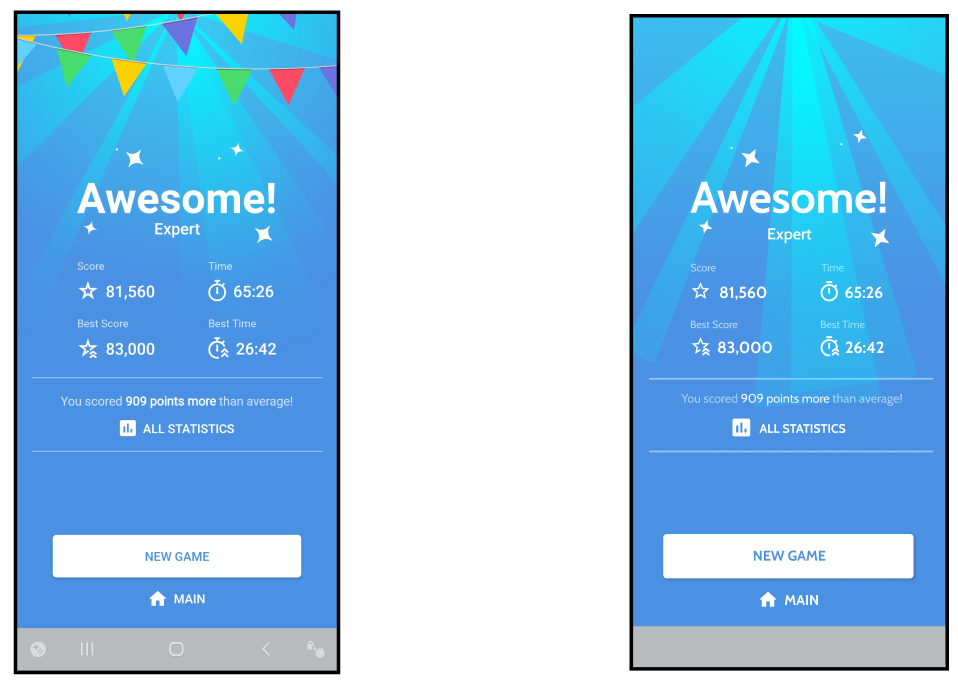 Awesome!
Expert
Score Time
81,560 65:26
Best Score Best Time
83,000 26:42
You scored 909 points more than average!
ALL STATISTICS
NEW GAME
MAIN
Awesome!
Expert
Score Time
81,560 65:26
Best Score Best Time
83,000 26:42
You scored 909 points more than average!
ALL STATISTICS
NEW GAME
MAIN